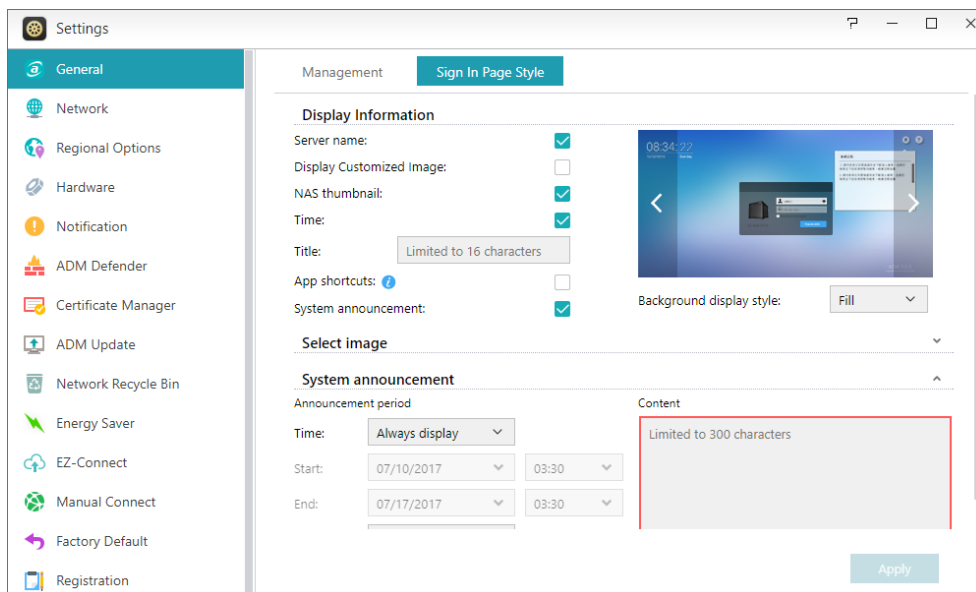 Settings
General
Network
Regional Options
Hardware
Notification
ADM Defender
Certificate Manager
ADM Update
Network Recycle Bin
Energy Saver
EZ-Connect
Manual Connect
Factory Default
Registration
Management Sign In Page Style
Display Information
Server name:
Display Customized Image:
NAS thumbnail:
Time:
Title: Limited to 16 characters
App shortcuts:
System announcement:
08:34:22
Background display style: Fill
Select image
System announcement
Announcement period
Time: Always display
Start: 07/10/2017 03:30
End: 07/17/2017 03:30
Content
Limited to 300 characters
Apply